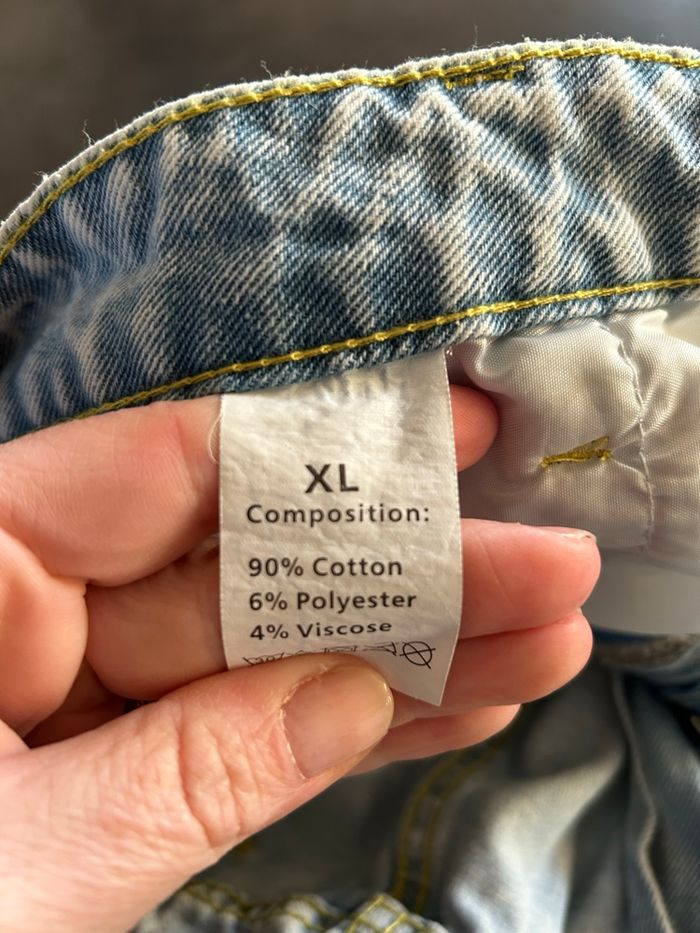 XL
Composition:
90% Cotton
6% Polyester
4% Viscose